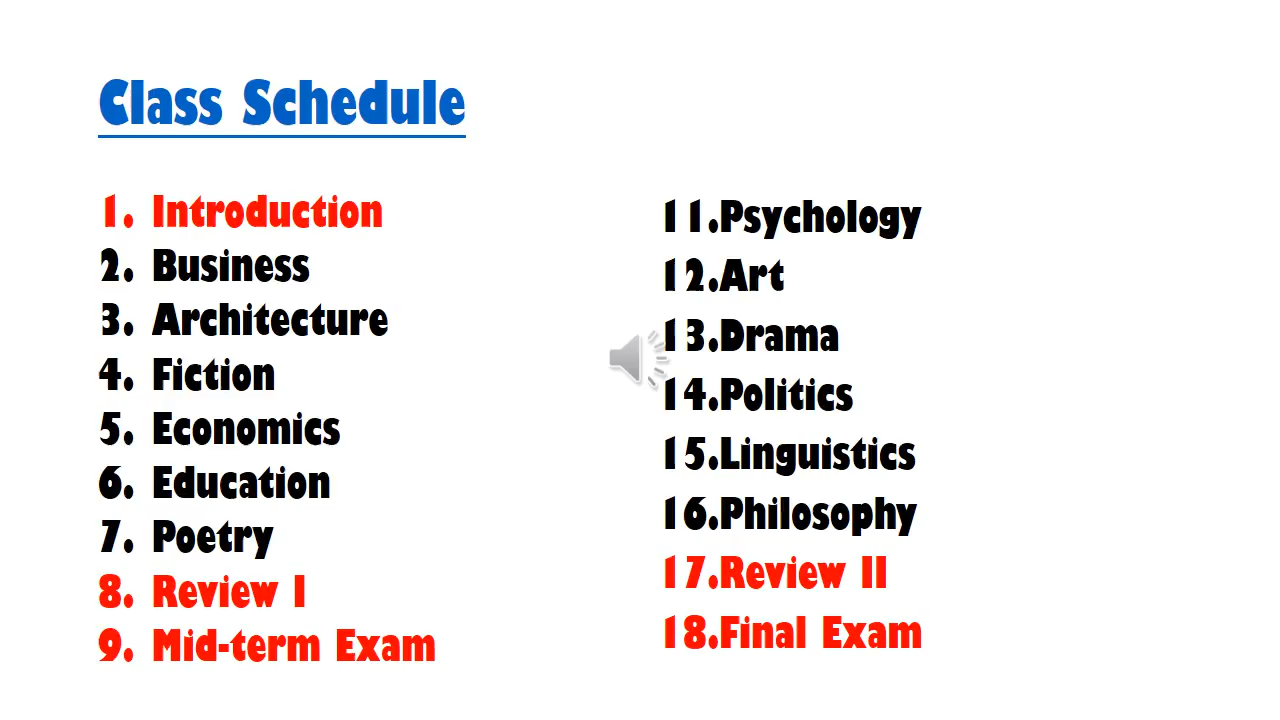 Class Schedule
1. Introduction
2. Business
3. Architecture
4. Fiction
5. Economics
6. Education
7. Poetry
8. Review I
9. Mid-term Exam
11.Psychology
12.Art
13.Drama
14.Politics
15.Linguistics
16.Philosophy
17.Review II
18.Final Exam